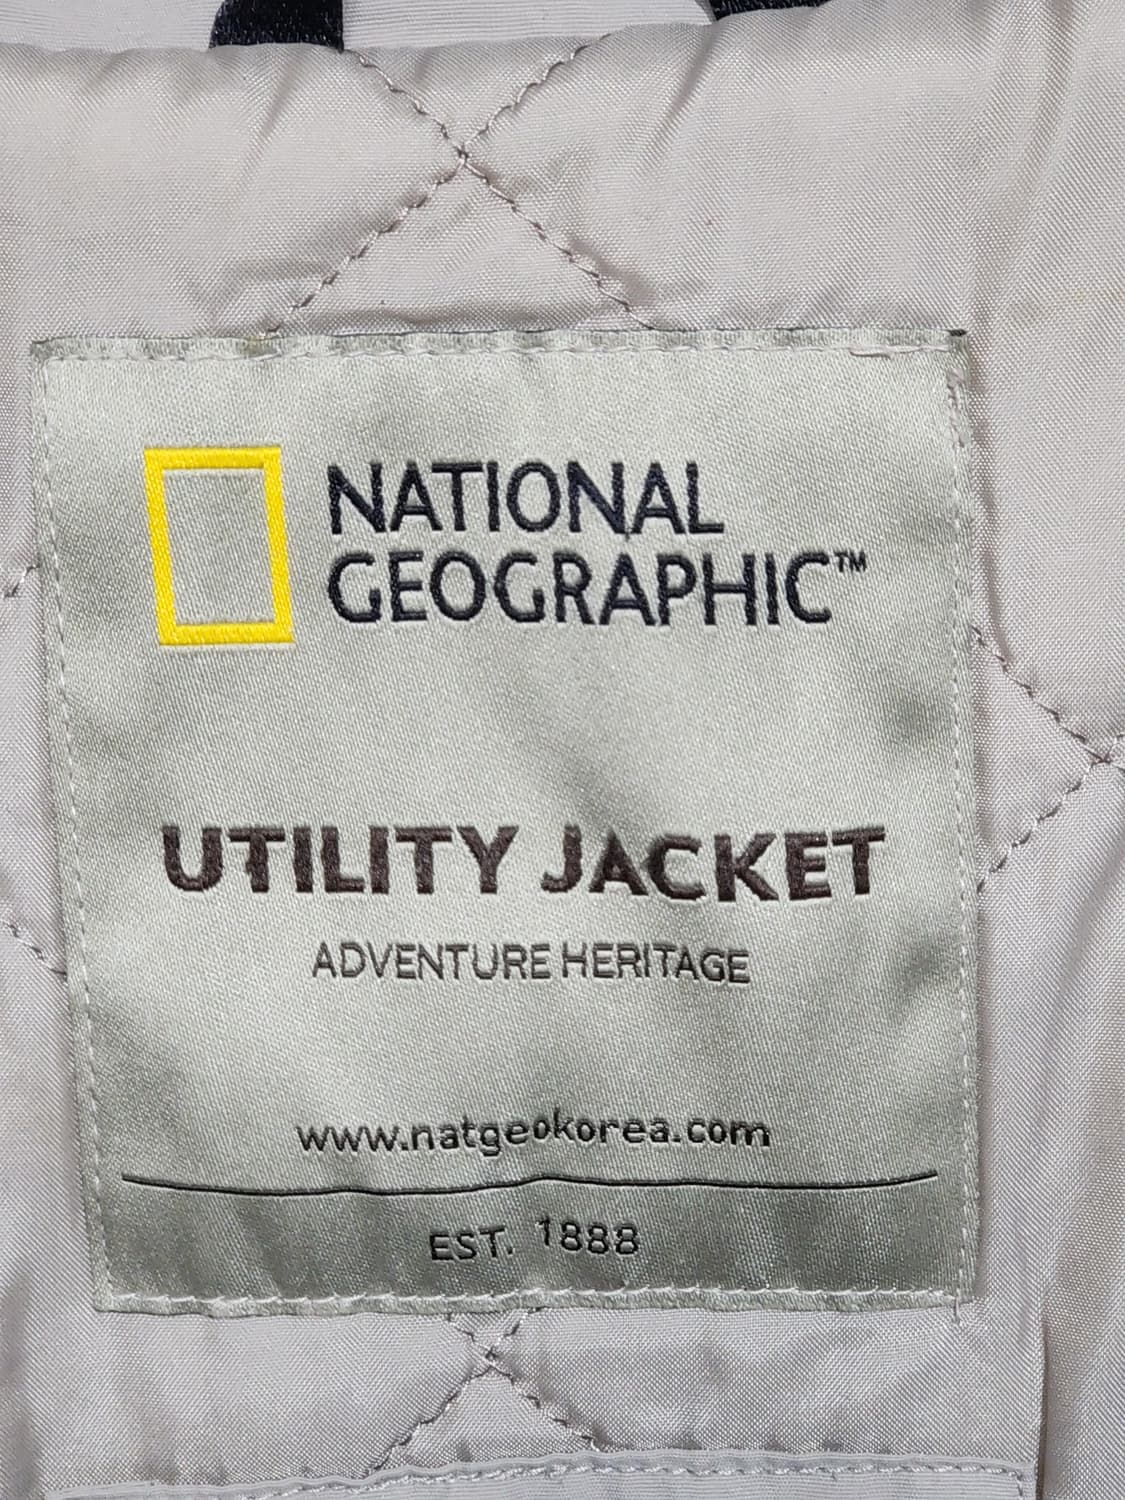 NATIONAL
GEOGRAPHIC™
UTILITY JACKET
ADVENTURE HERITAGE
www.natgeokorea.com
EST. 1888